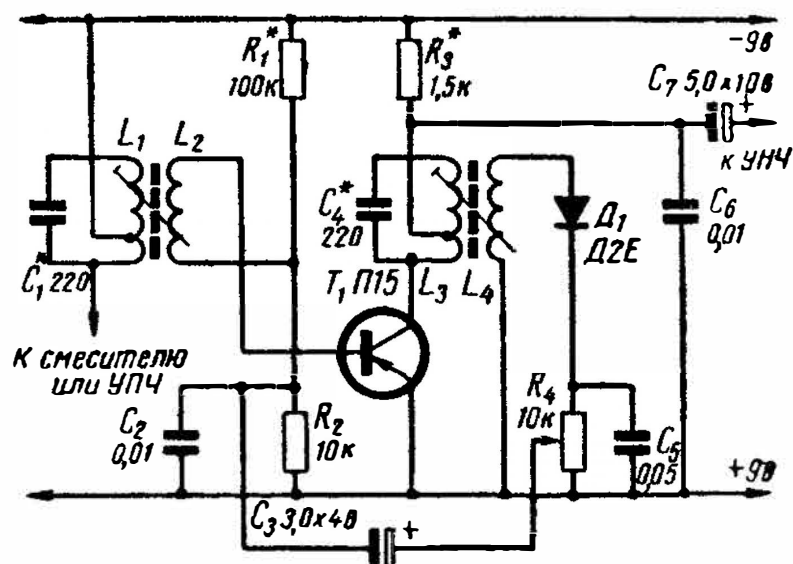 R₁*
100к
R₃*
1,5к
−9в
C₇ 5,0×10в
+
к УНЧ
L₁
L₂
C₁* 220
C₄*
220
L₃
L₄
Д₁
Д2Е
C₆
0,01
T₁ П15
К смесителю
или УПЧ
C₂
0,01
R₂
10к
R₄
10к
C₅
0,05
+9в
C₃ 3,0×4в
+